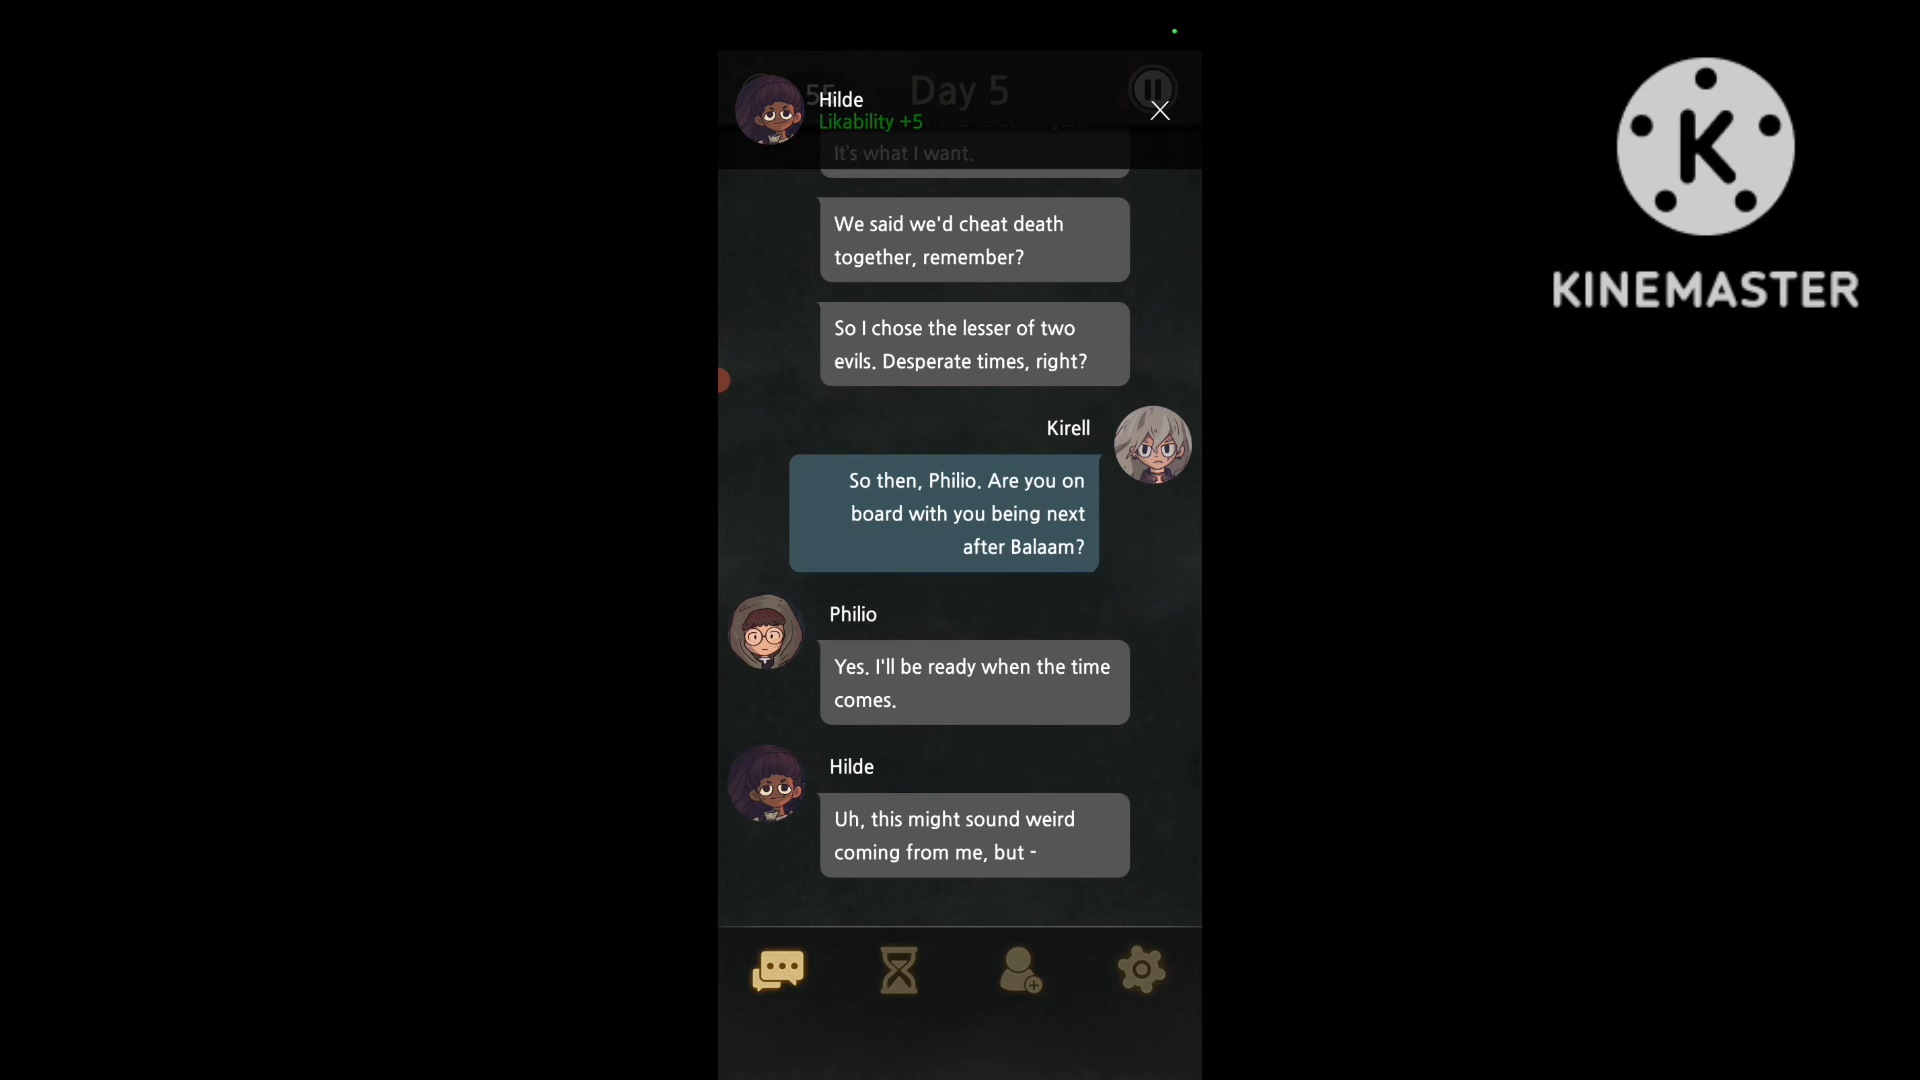 55
Day 5
Hilde
Likability +5
It's what I want.
We said we'd cheat death
together, remember?
So I chose the lesser of two
evils. Desperate times, right?
Kirell
So then, Philio. Are you on
board with you being next
after Balaam?
Philio
Yes. I'll be ready when the time
comes.
Hilde
Uh, this might sound weird
coming from me, but -
K
KINEMASTER